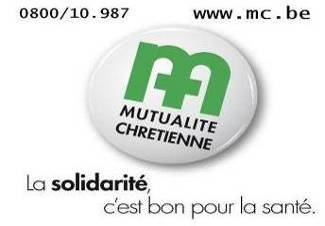 0800/10.987 www.mc.be
MUTUALITE
CHRETIENNE
La solidarité,
c'est bon pour la santé.